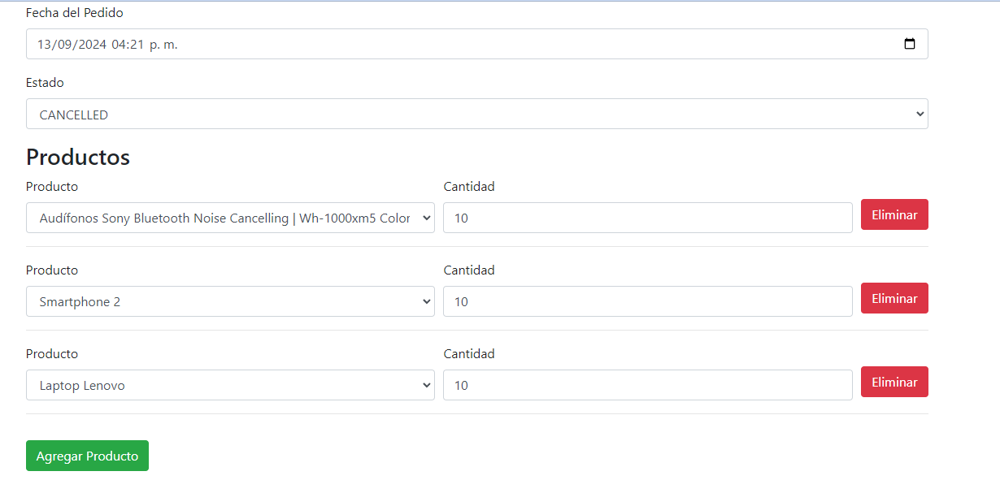 Fecha del Pedido
13/09/2024 04:21 p. m.
Estado
CANCELLED
Productos
Producto Cantidad
Audífonos Sony Bluetooth Noise Cancelling | Wh-1000xm5 Color 10 Eliminar
Producto Cantidad
Smartphone 2 10 Eliminar
Producto Cantidad
Laptop Lenovo 10 Eliminar
Agregar Producto